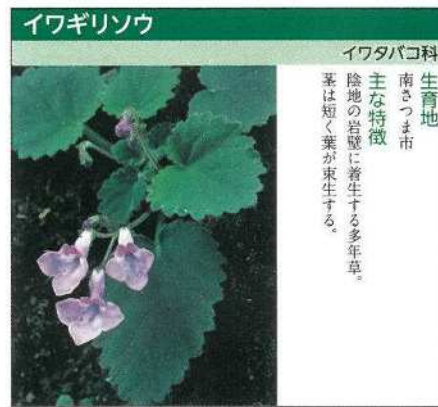 イワギリソウ
イワタバコ科
生育地
南さつま市
主な特徴
陰地の岩壁に着生する多年草。
茎は短く葉が束生する。